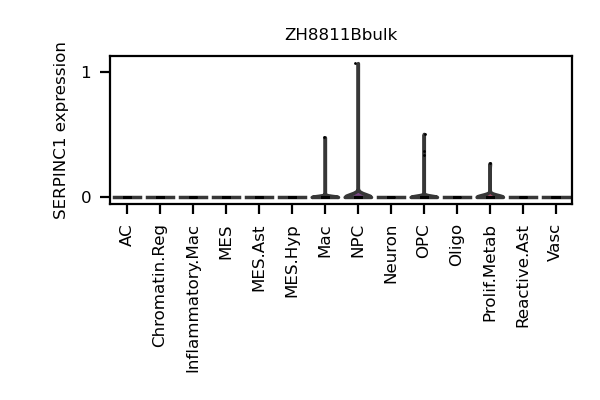 ZH8811Bbulk
SERPINC1 expression
1
0
AC
Chromatin.Reg
Inflammatory.Mac
MES
MES.Ast
MES.Hyp
Mac
NPC
Neuron
OPC
Oligo
Prolif.Metab
Reactive.Ast
Vasc